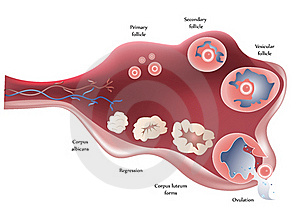 Primary
follicle
Secondary
follicle
Vesicular
follicle
Corpus
albicans
Regression
Corpus luteum
forms
Ovulation